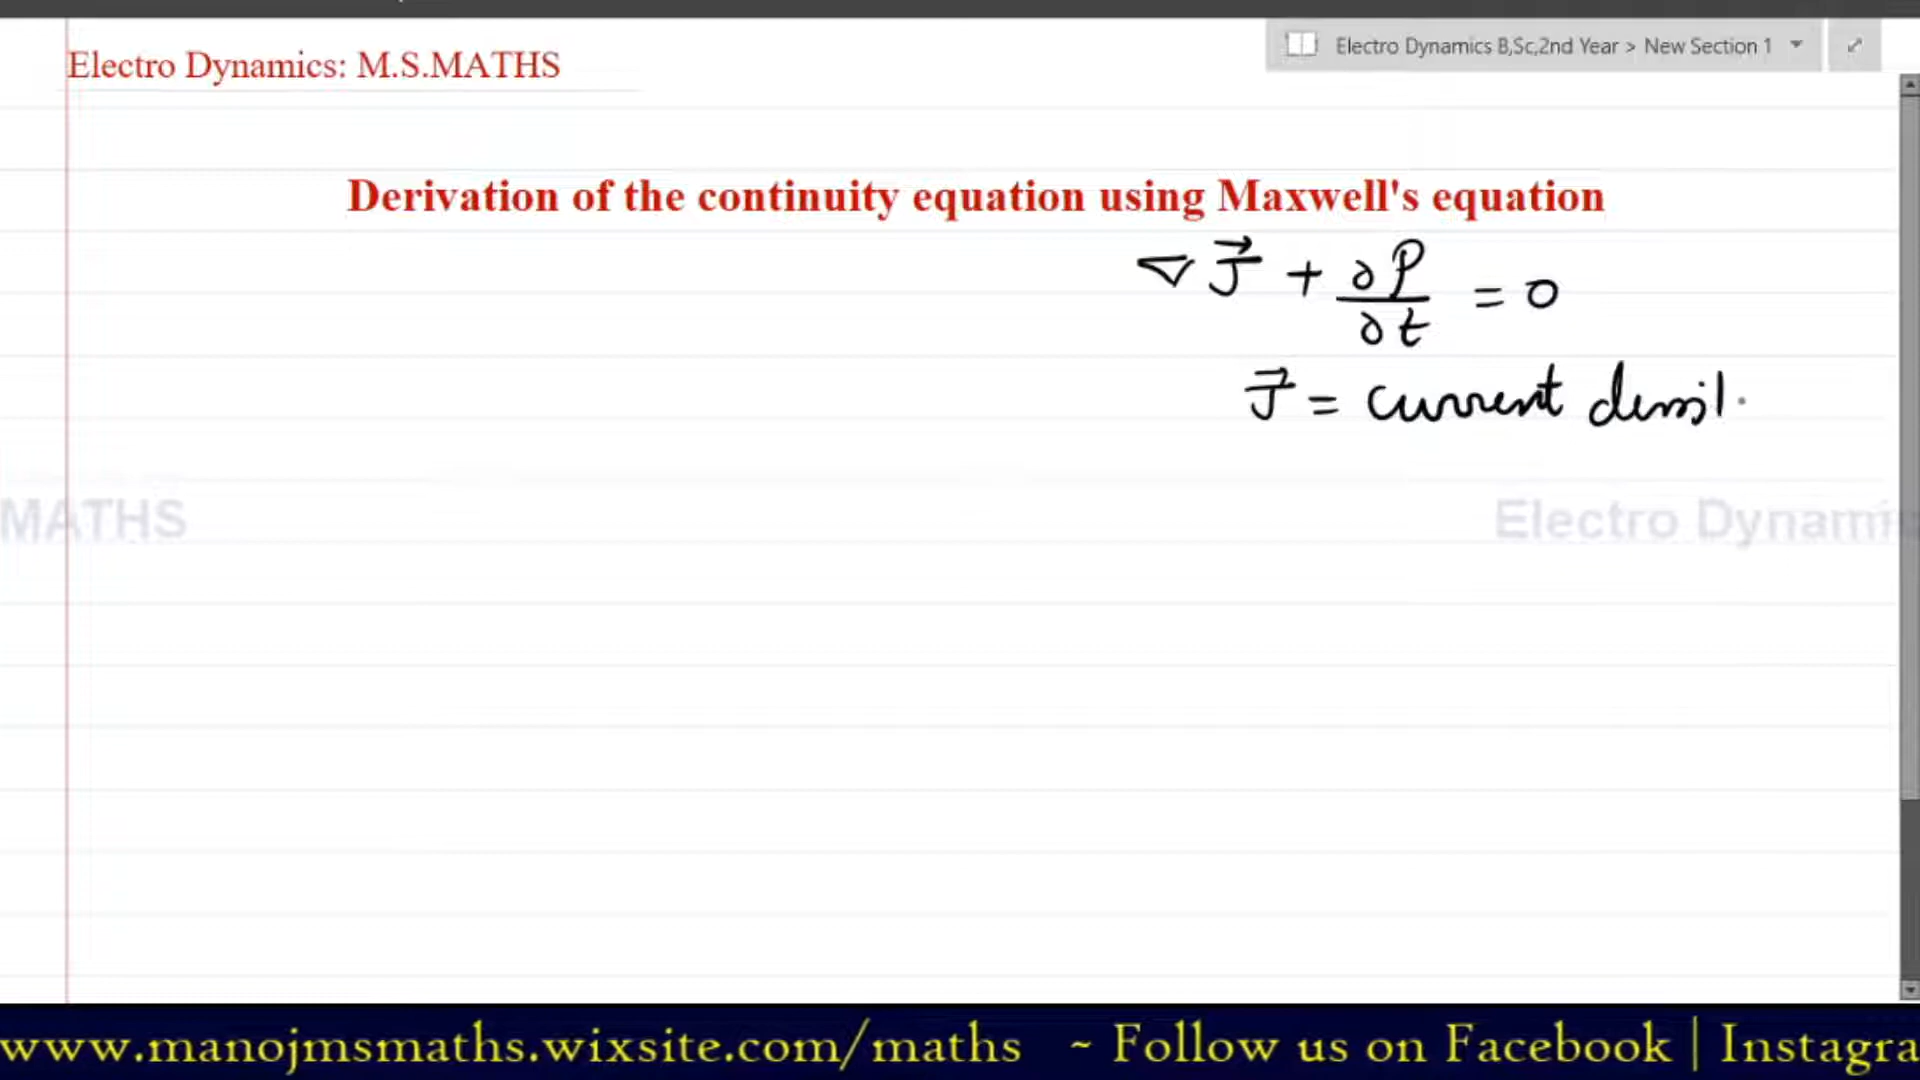 Electro Dynamics: M.S.MATHS
Electro Dynamics B,Sc,2nd Year > New Section 1
Derivation of the continuity equation using Maxwell's equation
▽ J⃗ + ∂ρ/∂t = 0
J⃗ = current
MATHS
Electro Dynamic
www.manojmsmaths.wixsite.com/maths ~ Follow us on Facebook | Instagra